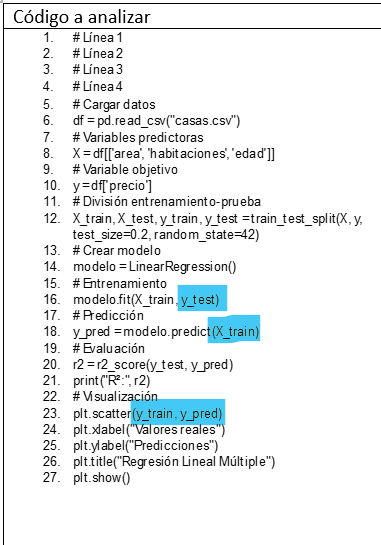 Código a analizar
1. # Línea 1
2. # Línea 2
3. # Línea 3
4. # Línea 4
5. # Cargar datos
6. df = pd.read_csv("casas.csv")
7. # Variables predictoras
8. X = df[['area', 'habitaciones', 'edad']]
9. # Variable objetivo
10. y = df['precio']
11. # División entrenamiento-prueba
12. X_train, X_test, y_train, y_test = train_test_split(X, y,
test_size=0.2, random_state=42)
13. # Crear modelo
14. modelo = LinearRegression()
15. # Entrenamiento
16. modelo.fit(X_train, y_test)
17. # Predicción
18. y_pred = modelo.predict(X_train)
19. # Evaluación
20. r2 = r2_score(y_test, y_pred)
21. print("R²:", r2)
22. # Visualización
23. plt.scatter(y_train, y_pred)
24. plt.xlabel("Valores reales")
25. plt.ylabel("Predicciones")
26. plt.title("Regresión Lineal Múltiple")
27. plt.show()